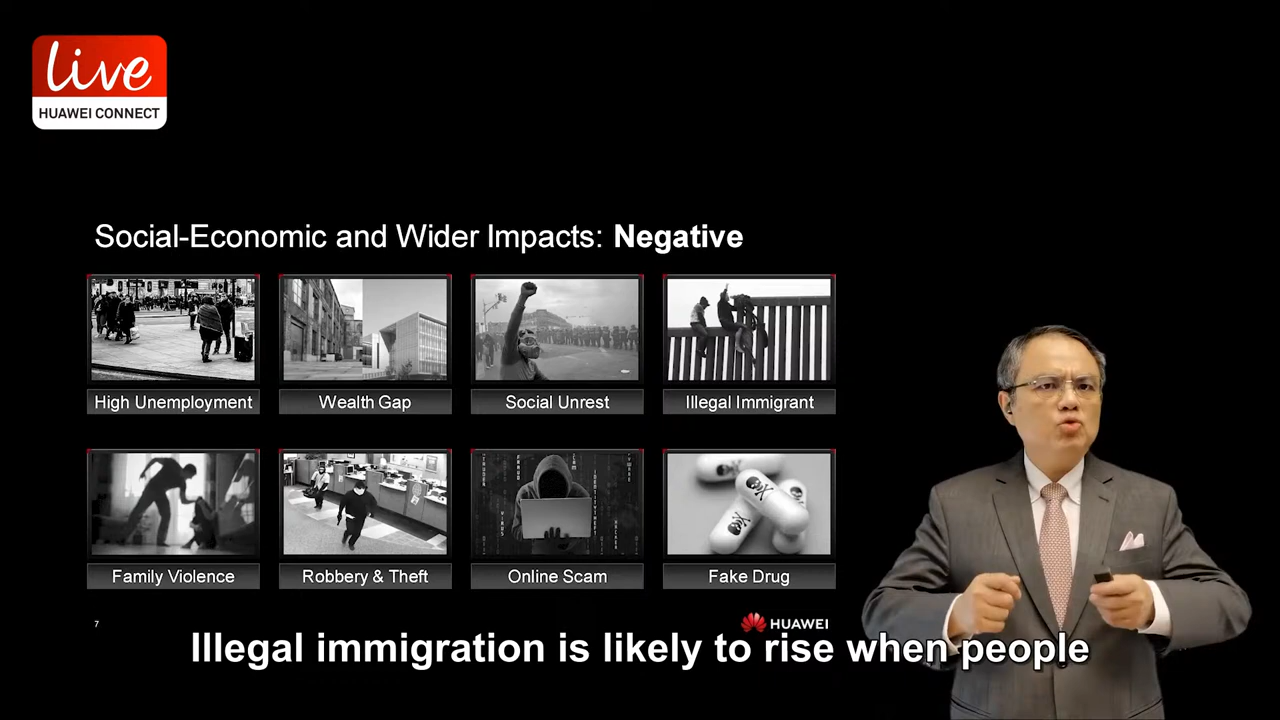 live
HUAWEI CONNECT
Social-Economic and Wider Impacts: Negative
High Unemployment
Wealth Gap
Social Unrest
Illegal Immigrant
Family Violence
Robbery & Theft
Online Scam
Fake Drug
7
HUAWEI
Illegal immigration is likely to rise when people